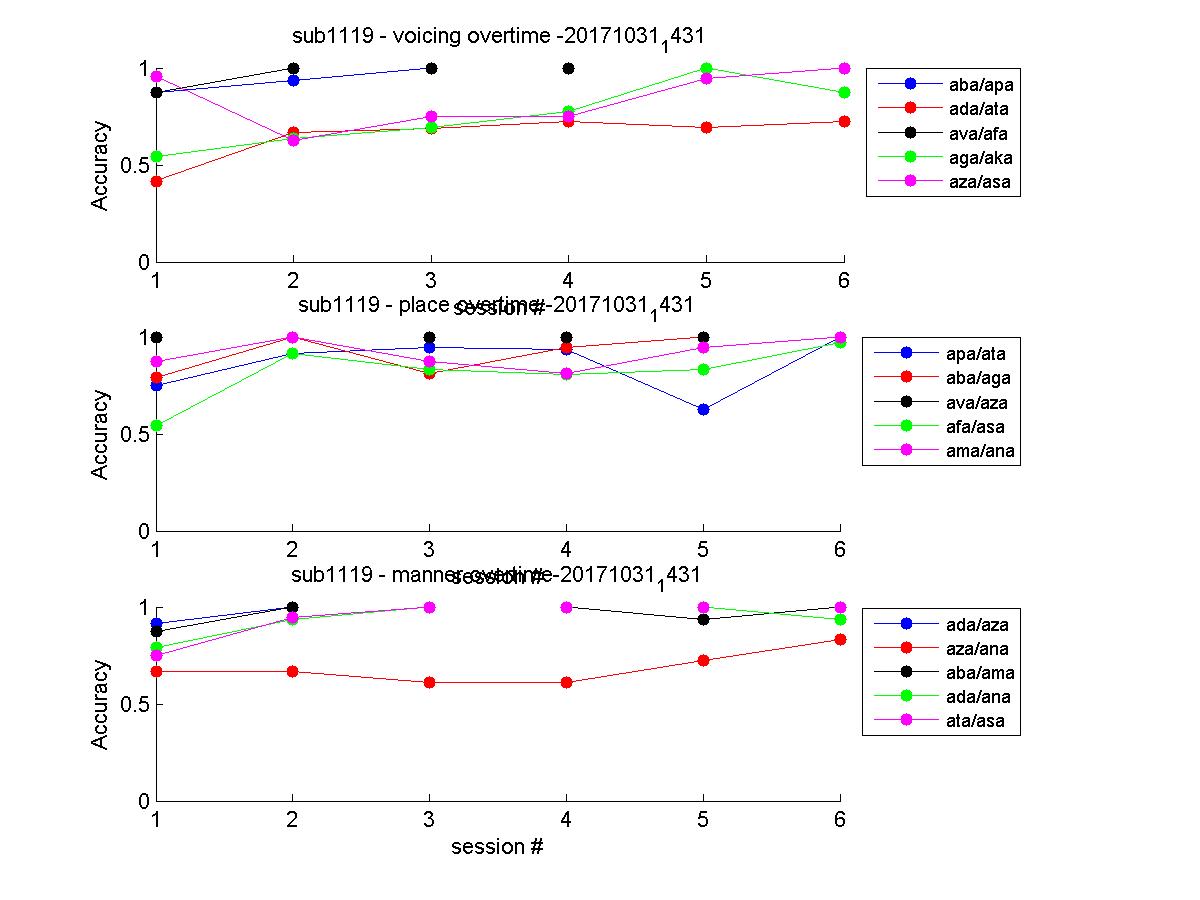 sub1119 - voicing overtime -20171031₁431
1
0.5
0
Accuracy
1 2 3 4 5 6
session #
aba/apa
ada/ata
ava/afa
aga/aka
aza/asa
sub1119 - place overtime -20171031₁431
1
0.5
0
Accuracy
1 2 3 4 5 6
session #
apa/ata
aba/aga
ava/aza
afa/asa
ama/ana
sub1119 - manner overtime -20171031₁431
1
0.5
0
Accuracy
1 2 3 4 5 6
session #
ada/aza
aza/ana
aba/ama
ada/ana
ata/asa